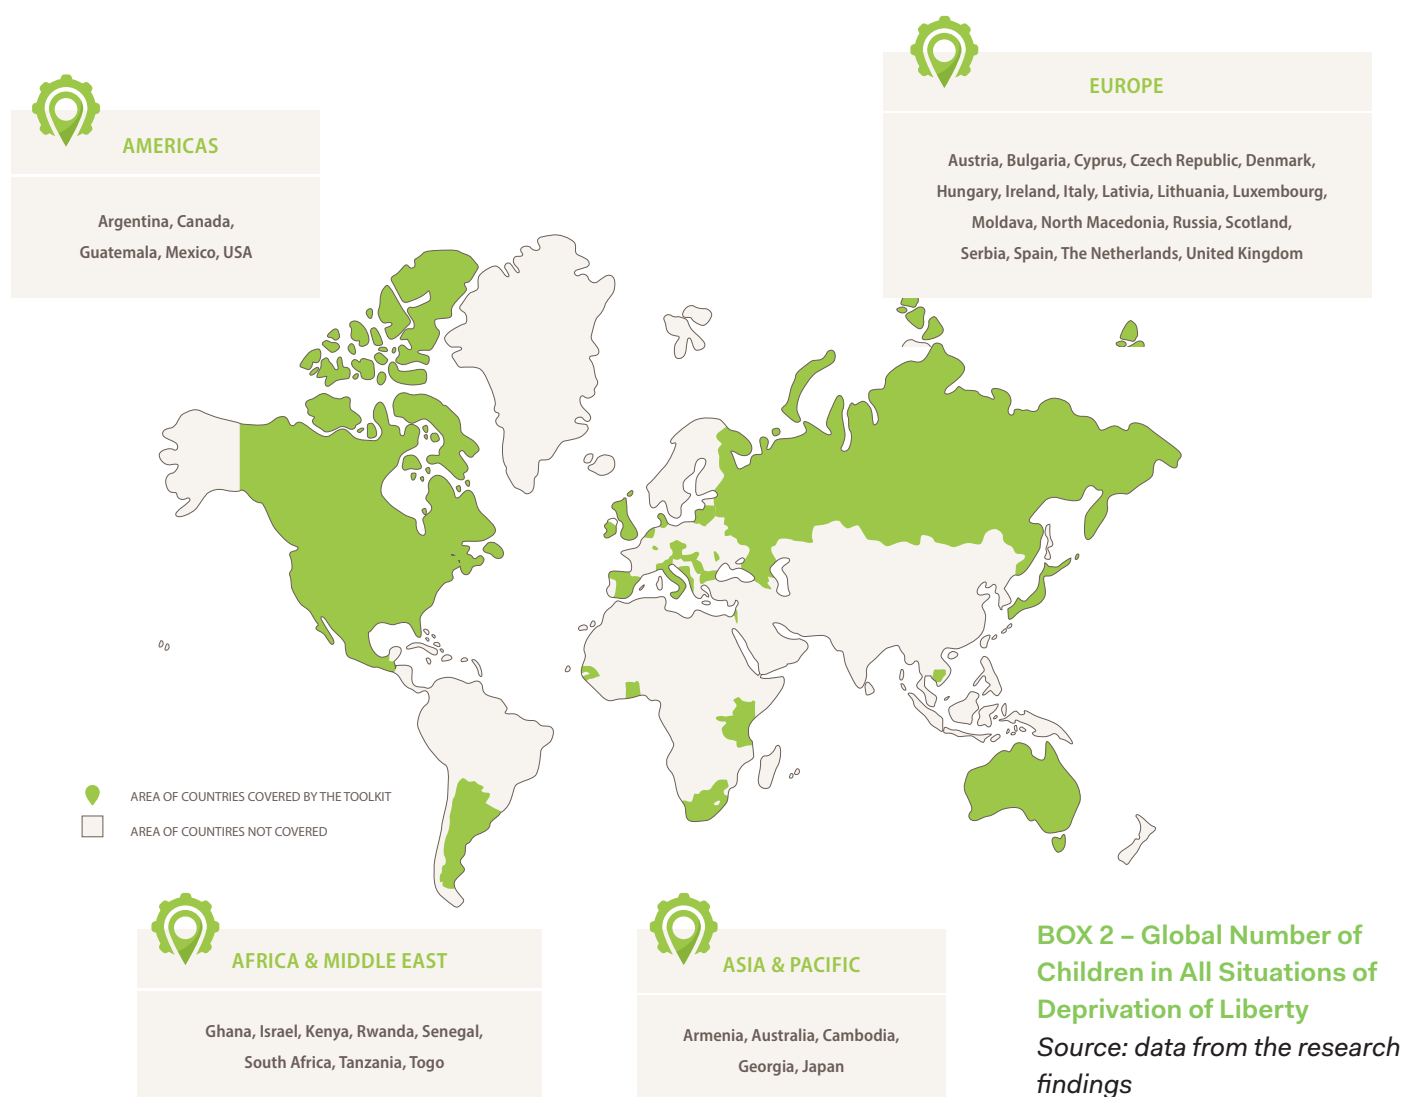 AMERICAS
Argentina, Canada,
Guatemala, Mexico, USA
EUROPE
Austria, Bulgaria, Cyprus, Czech Republic, Denmark,
Hungary, Ireland, Italy, Lativia, Lithuania, Luxembourg,
Moldava, North Macedonia, Russia, Scotland,
Serbia, Spain, The Netherlands, United Kingdom
AREA OF COUNTRIES COVERED BY THE TOOLKIT
AREA OF COUNTIRES NOT COVERED
AFRICA & MIDDLE EAST
Ghana, Israel, Kenya, Rwanda, Senegal,
South Africa, Tanzania, Togo
ASIA & PACIFIC
Armenia, Australia, Cambodia,
Georgia, Japan
BOX 2 – Global Number of
Children in All Situations of
Deprivation of Liberty
Source: data from the research
findings